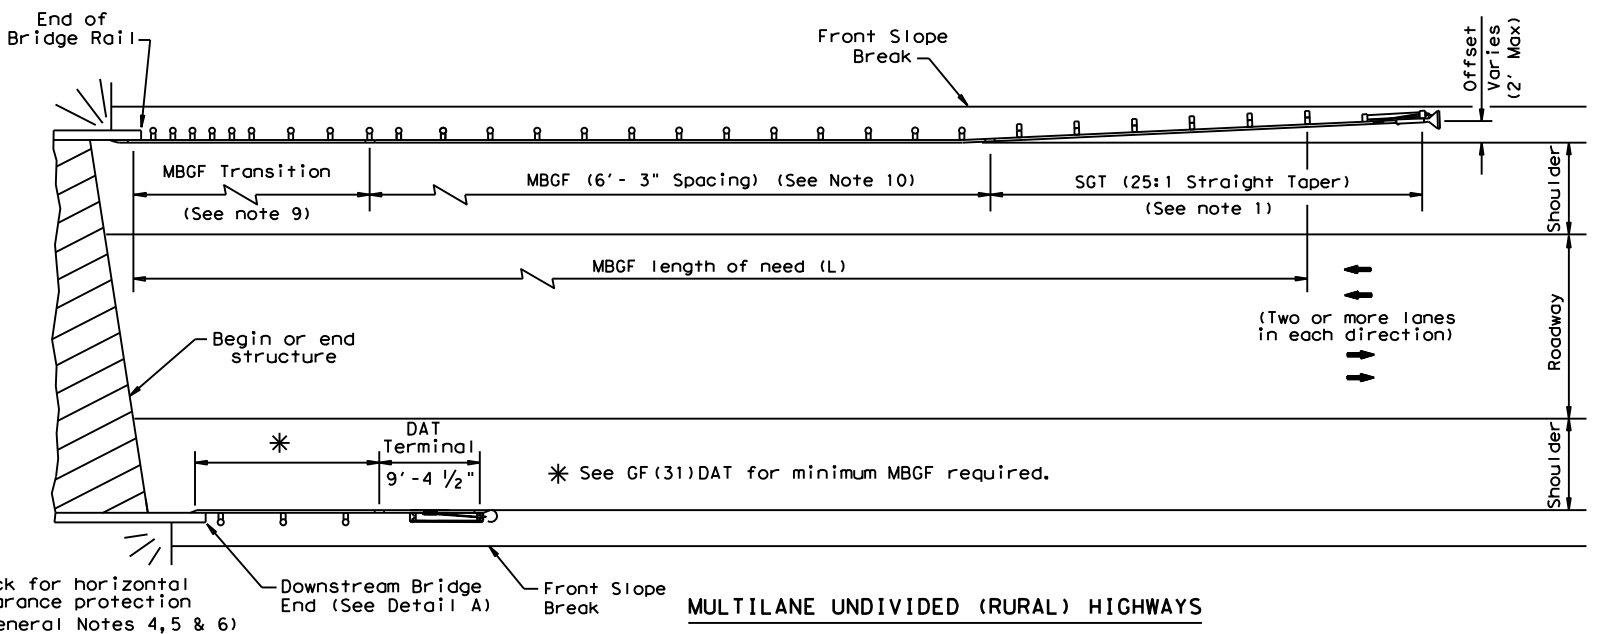 End of
Bridge Rail
Front Slope
Break
Offset
Varies
(2' Max)
MBGF Transition
(See note 9)
MBGF (6'- 3" Spacing) (See Note 10)
SGT (25:1 Straight Taper)
(See note 1)
Shoulder
MBGF length of need (L)
(Two or more lanes
in each direction)
Roadway
Begin or end
structure
DAT
Terminal
9'-4 1/2"
✳
✳ See GF(31)DAT for minimum MBGF required.
Shoulder
ck for horizontal
arance protection
eneral Notes 4,5 & 6)
Downstream Bridge
End (See Detail A)
Front Slope
Break
MULTILANE UNDIVIDED (RURAL) HIGHWAYS